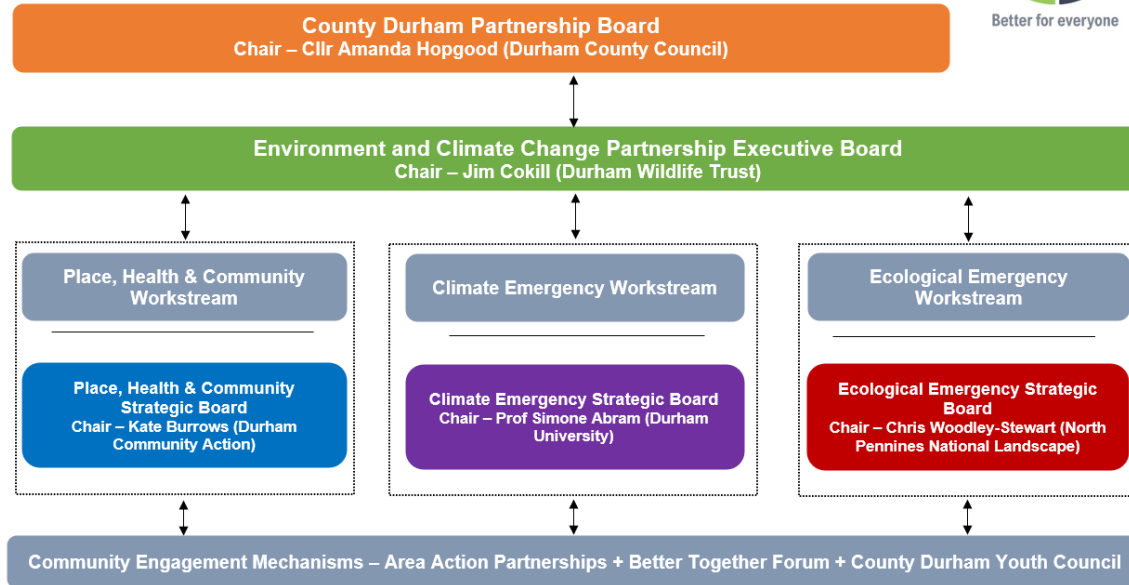 Better for everyone
County Durham Partnership Board
Chair – Cllr Amanda Hopgood (Durham County Council)
Environment and Climate Change Partnership Executive Board
Chair – Jim Cokill (Durham Wildlife Trust)
Place, Health & Community
Workstream
Climate Emergency Workstream
Ecological Emergency
Workstream
Place, Health & Community
Strategic Board
Chair – Kate Burrows (Durham
Community Action)
Climate Emergency Strategic Board
Chair – Prof Simone Abram (Durham
University)
Ecological Emergency Strategic
Board
Chair – Chris Woodley-Stewart (North
Pennines National Landscape)
Community Engagement Mechanisms – Area Action Partnerships + Better Together Forum + County Durham Youth Council